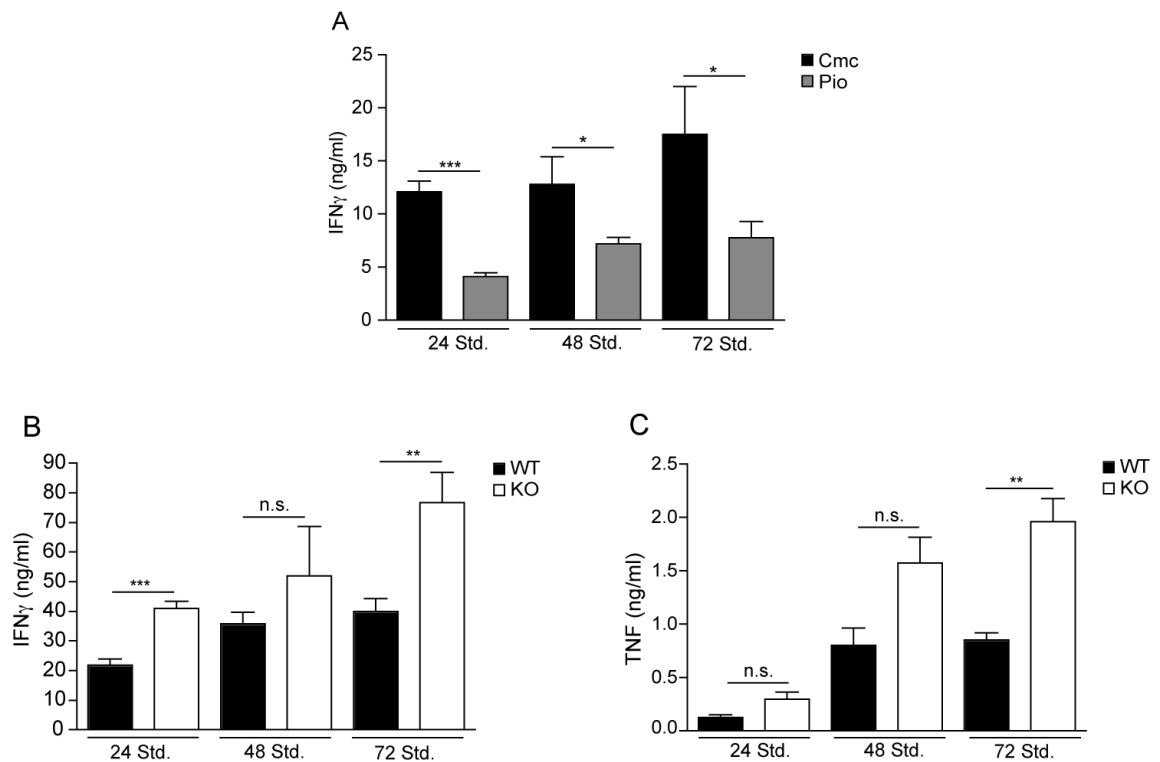 A
Cmc
Pio
IFNγ (ng/ml)
25
20
15
10
5
0
***
*
*
24 Std.
48 Std.
72 Std.
B
WT
KO
IFNγ (ng/ml)
90
80
70
60
50
40
30
20
10
0
***
n.s.
**
24 Std.
48 Std.
72 Std.
C
WT
KO
TNF (ng/ml)
2.5
2.0
1.5
1.0
0.5
0.0
n.s.
n.s.
**
24 Std.
48 Std.
72 Std.